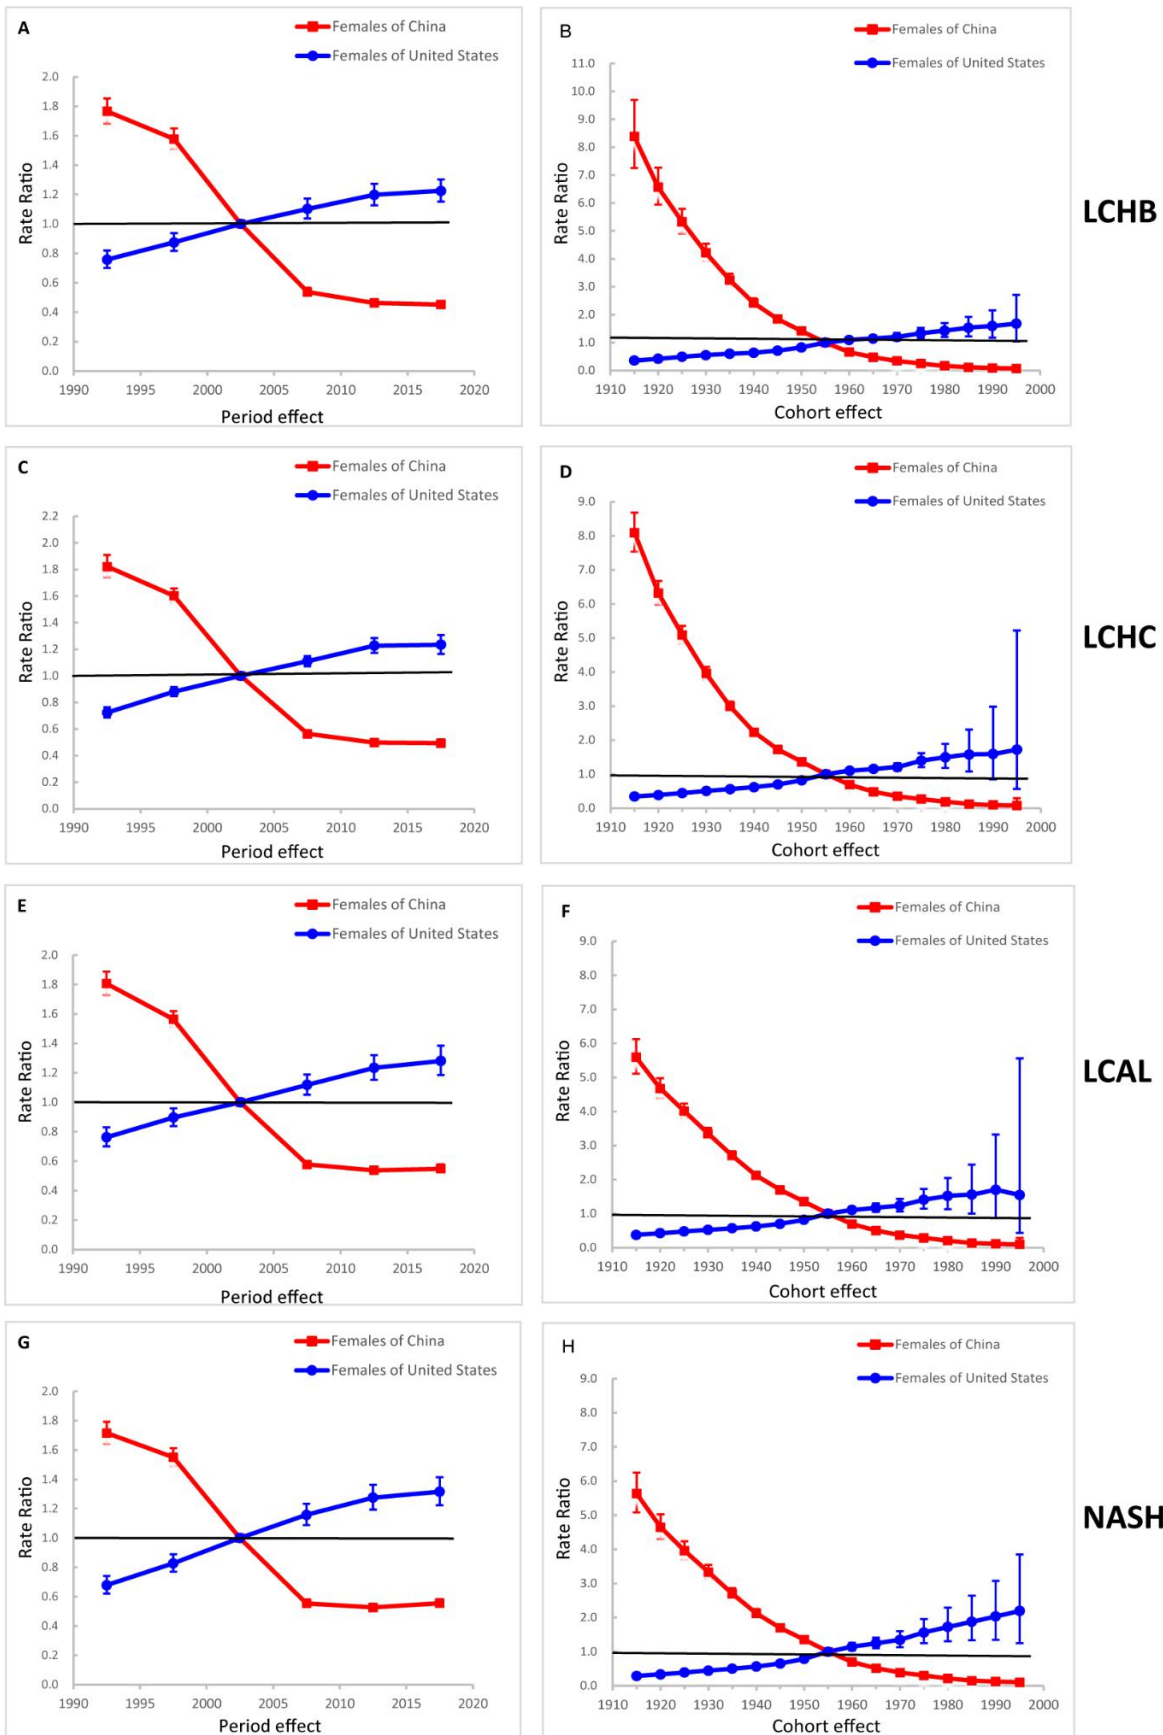 A
Females of China
Females of United States
2.0
1.8
1.6
1.4
1.2
1.0
0.8
0.6
0.4
0.2
0.0
Rate Ratio
1990 1995 2000 2005 2010 2015 2020
Period effect
B
Females of China
Females of United States
11.0
10.0
9.0
8.0
7.0
6.0
5.0
4.0
3.0
2.0
1.0
0.0
Rate Ratio
1910 1920 1930 1940 1950 1960 1970 1980 1990 2000
Cohort effect
LCHB
C
Females of China
Females of United States
2.2
2.0
1.8
1.6
1.4
1.2
1.0
0.8
0.6
0.4
0.2
0.0
Rate Ratio
1990 1995 2000 2005 2010 2015 2020
Period effect
D
Females of China
Females of United States
9.0
8.0
7.0
6.0
5.0
4.0
3.0
2.0
1.0
0.0
Rate Ratio
1910 1920 1930 1940 1950 1960 1970 1980 1990 2000
Cohort effect
LCHC
E
Females of China
Females of United States
2.0
1.8
1.6
1.4
1.2
1.0
0.8
0.6
0.4
0.2
0.0
Rate Ratio
1990 1995 2000 2005 2010 2015 2020
Period effect
F
Females of China
Females of United States
9.0
8.0
7.0
6.0
5.0
4.0
3.0
2.0
1.0
0.0
Rate Ratio
1910 1920 1930 1940 1950 1960 1970 1980 1990 2000
Cohort effect
LCAL
G
Females of China
Females of United States
2.0
1.8
1.6
1.4
1.2
1.0
0.8
0.6
0.4
0.2
0.0
Rate Ratio
1990 1995 2000 2005 2010 2015 2020
Period effect
H
Females of China
Females of United States
9.0
8.0
7.0
6.0
5.0
4.0
3.0
2.0
1.0
0.0
Rate Ratio
1910 1920 1930 1940 1950 1960 1970 1980 1990 2000
Cohort effect
NASH